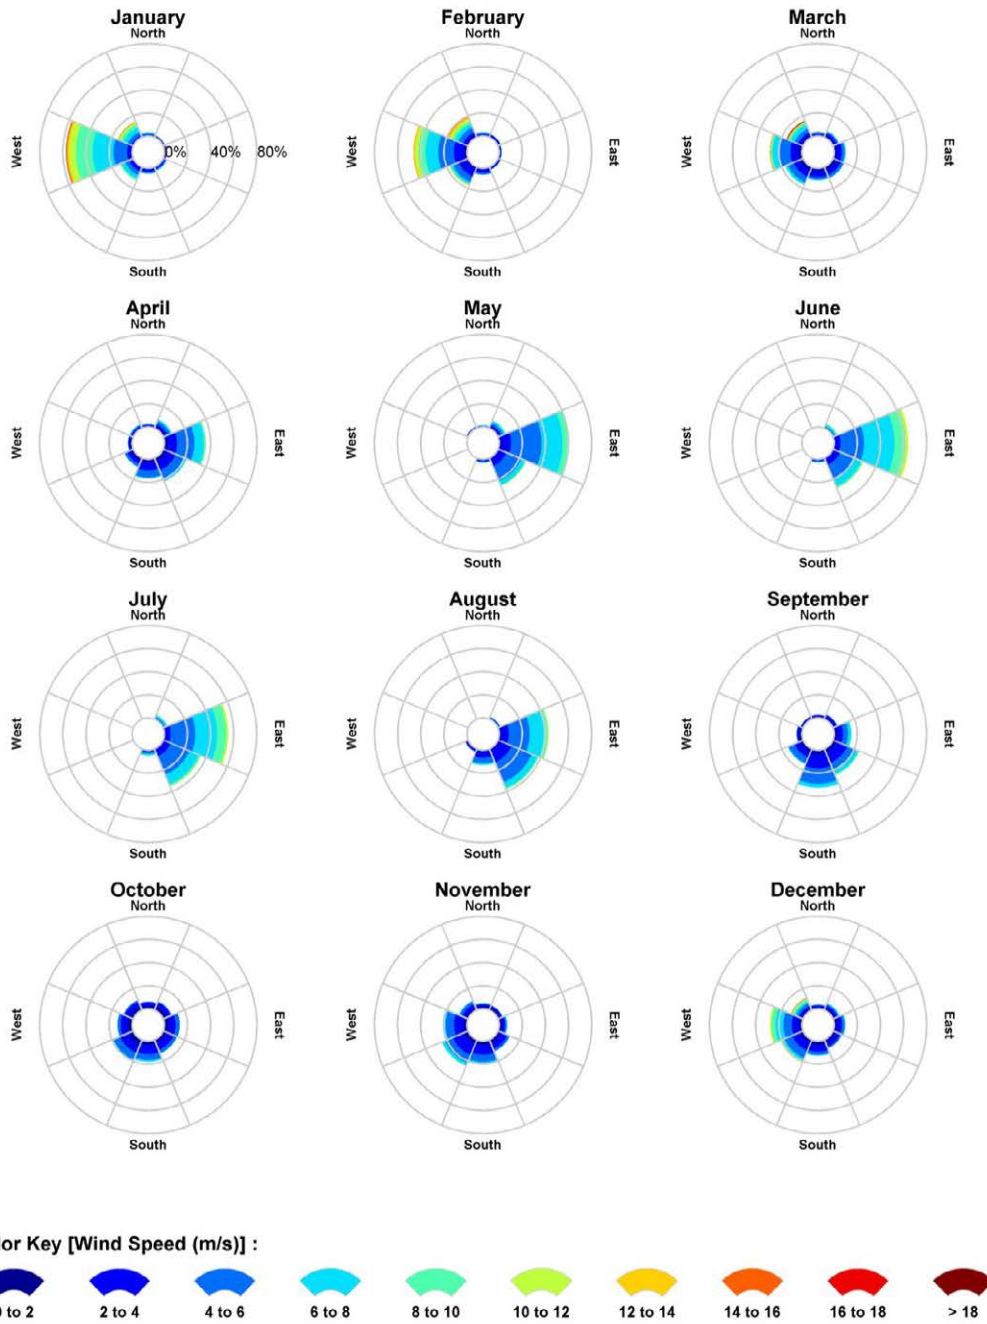 January February March
North North North
West 0% 40% 80% West East West East
South South South
April May June
North North North
West East West East West East
South South South
July August September
North North North
West East West East West East
South South South
October November December
North North North
West East West East West East
South South South
lor Key [Wind Speed (m/s)] :
0 to 2 2 to 4 4 to 6 6 to 8 8 to 10 10 to 12 12 to 14 14 to 16 16 to 18 > 18